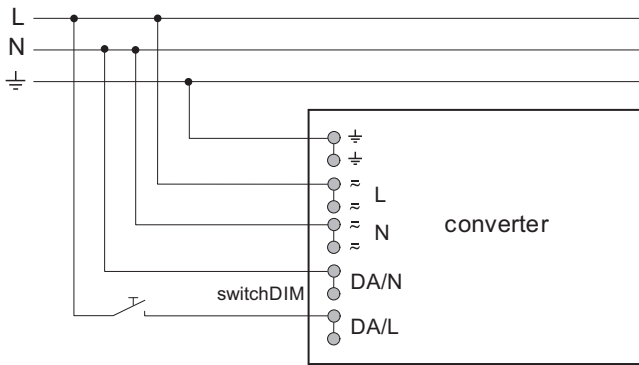 L
N
⏚
⏚
⏚
≂ L
≂
≂ N
≂
converter
DA/N
switchDIM
DA/L